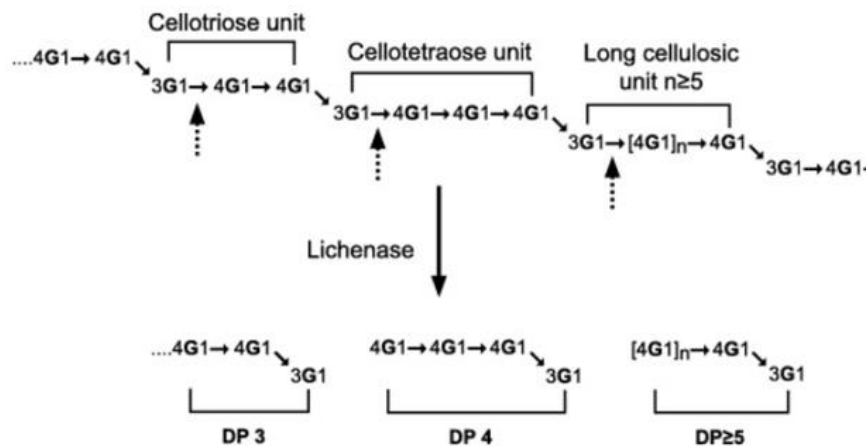 Cellotriose unit
Cellotetraose unit
Long cellulosic
unit n≥5
....4G1→ 4G1
3G1→ 4G1→ 4G1
3G1→ 4G1→4G1→ 4G1
3G1→[4G1]n→ 4G1
3G1→4G1→
Lichenase
....4G1→ 4G1
3G1
4G1→4G1→ 4G1
3G1
[4G1]n→ 4G1
3G1
DP 3
DP 4
DP≥5